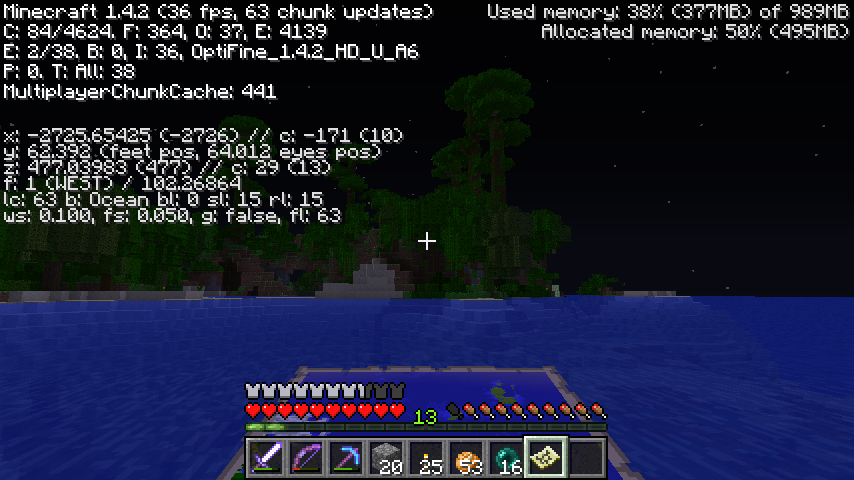 Minecraft 1.4.2 (36 fps, 63 chunk updates)
C: 84/4624, F: 364, O: 37, E: 4139
E: 2/38, B: 0, I: 36, OptiFine_1.4.2_HD_U_A6
P: 0, T: All: 38
MultiplayerChunkCache: 441
Used memory: 38% (377MB) of 989MB
Allocated memory: 50% (495MB)
x: -2725.65425 (-2726) // c: -171 (10)
y: 62.392 (feet pos, 64.012 eyes pos)
z: 477.03983 (477) // c: 29 (13)
f: 1 (WEST) / 102.26864
lc: 63 b: Ocean bl: 0 sl: 15 rl: 15
ws: 0.100, fs: 0.050, g: false, fl: 63
13
20 25 53 16